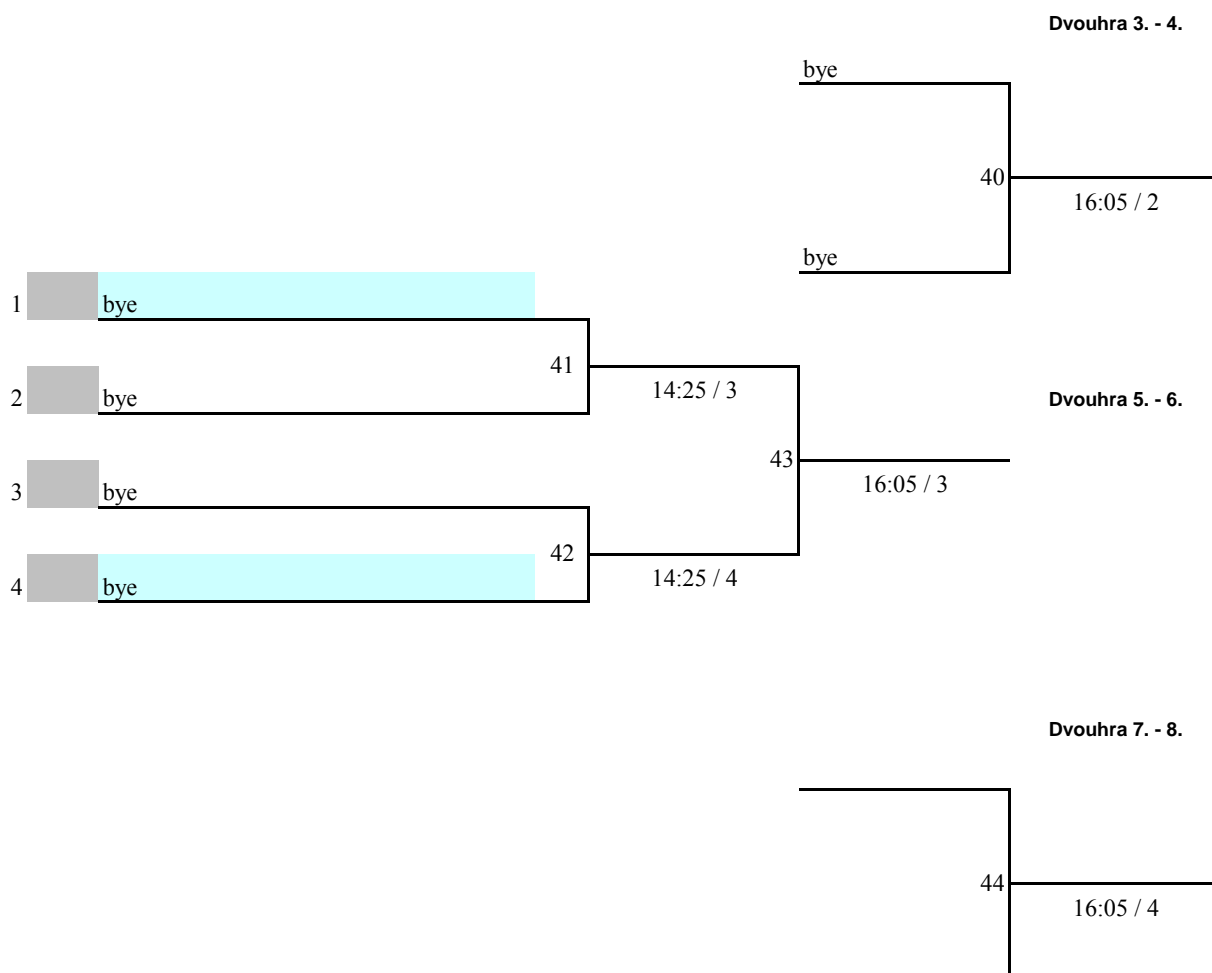 Dvouhra 3. - 4.
bye
40
16:05 / 2
bye
1 bye
41
14:25 / 3
2 bye
Dvouhra 5. - 6.
43
16:05 / 3
3 bye
42
14:25 / 4
4 bye
Dvouhra 7. - 8.
44
16:05 / 4